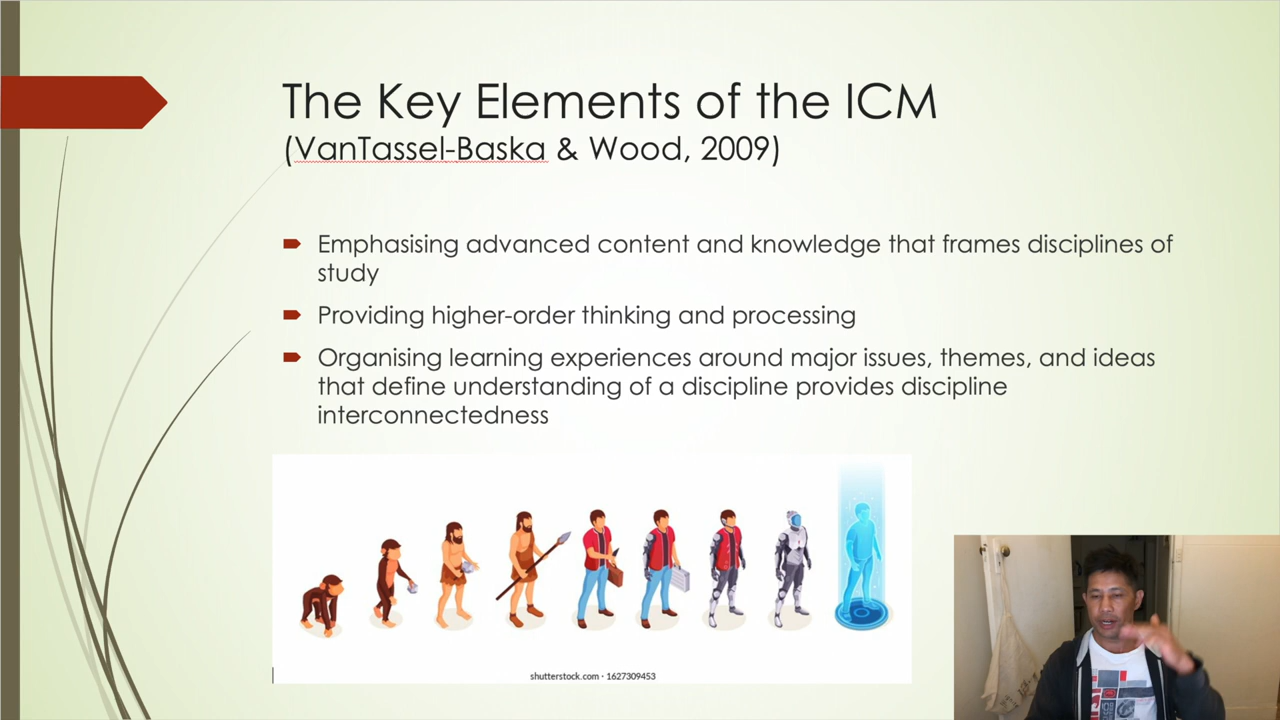 The Key Elements of the ICM
(VanTassel-Baska & Wood, 2009)
Emphasising advanced content and knowledge that frames disciplines of
study
Providing higher-order thinking and processing
Organising learning experiences around major issues, themes, and ideas
that define understanding of a discipline provides discipline
interconnectedness
shutterstock.com · 1627309453